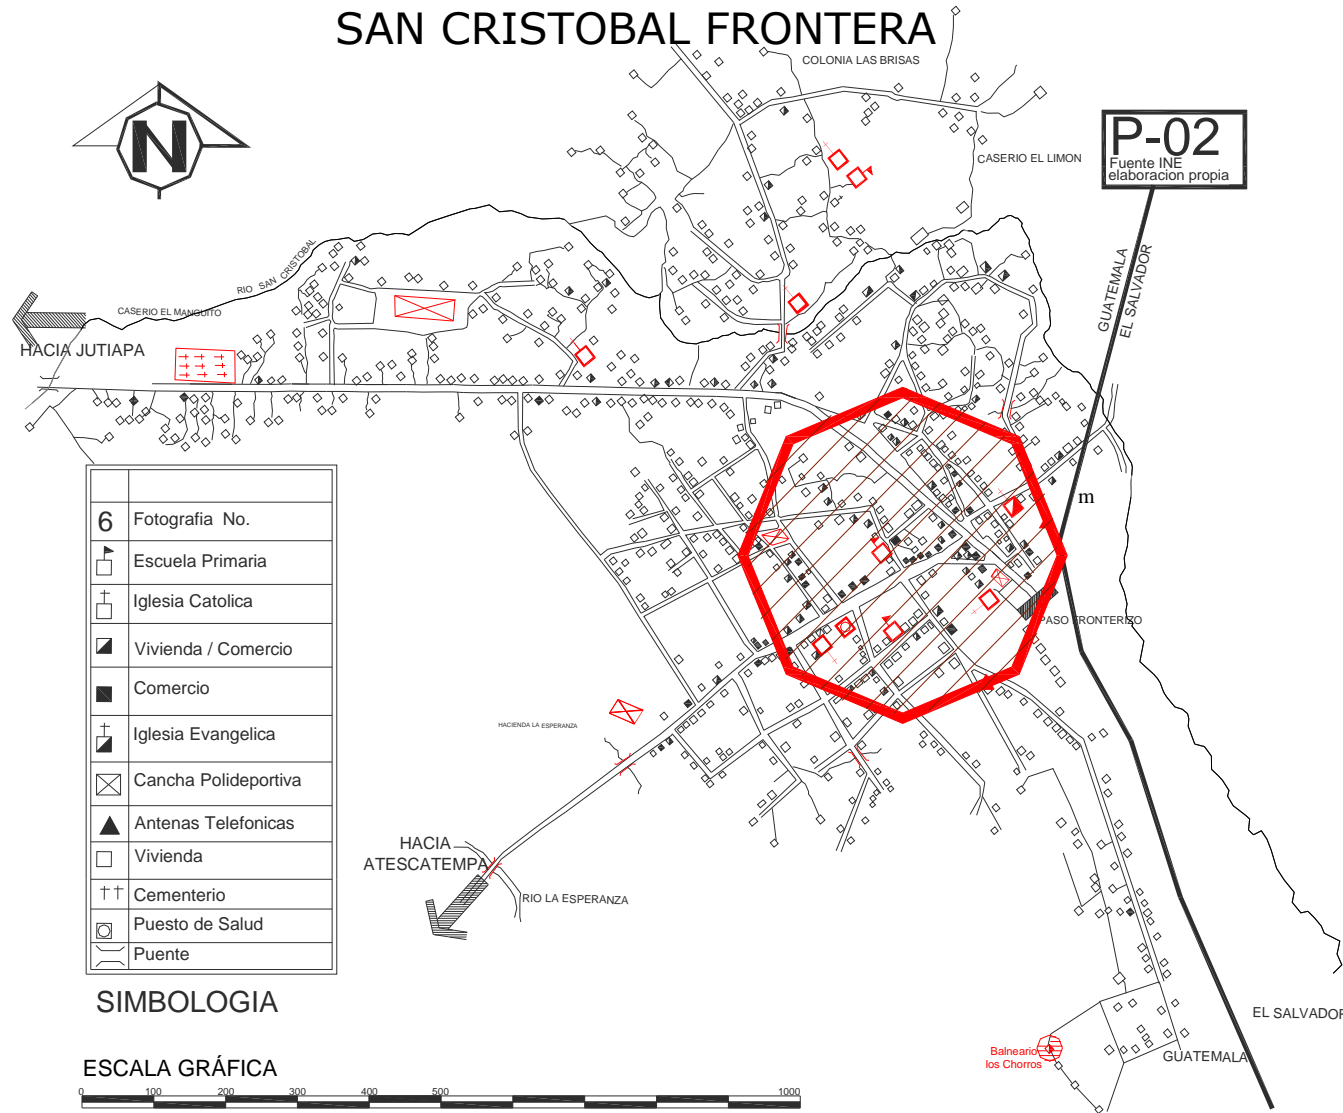 SAN CRISTOBAL FRONTERA
COLONIA LAS BRISAS
N
P-02
Fuente INE
elaboracion propia
CASERIO EL LIMON
GUATEMALA
EL SALVADOR
RIO SAN CRISTOBAL
CASERIO EL MANGUITO
HACIA JUTIAPA
m
6 Fotografia No.
Escuela Primaria
Iglesia Catolica
Vivienda / Comercio
Comercio
Iglesia Evangelica
Cancha Polideportiva
Antenas Telefonicas
Vivienda
Cementerio
Puesto de Salud
Puente
SIMBOLOGIA
PASO FRONTERIZO
HACIENDA LA ESPERANZA
HACIA
ATESCATEMPA
RIO LA ESPERANZA
EL SALVADOR
GUATEMALA
Balneario
los Chorros
ESCALA GRÁFICA
0 100 200 300 400 500 1000